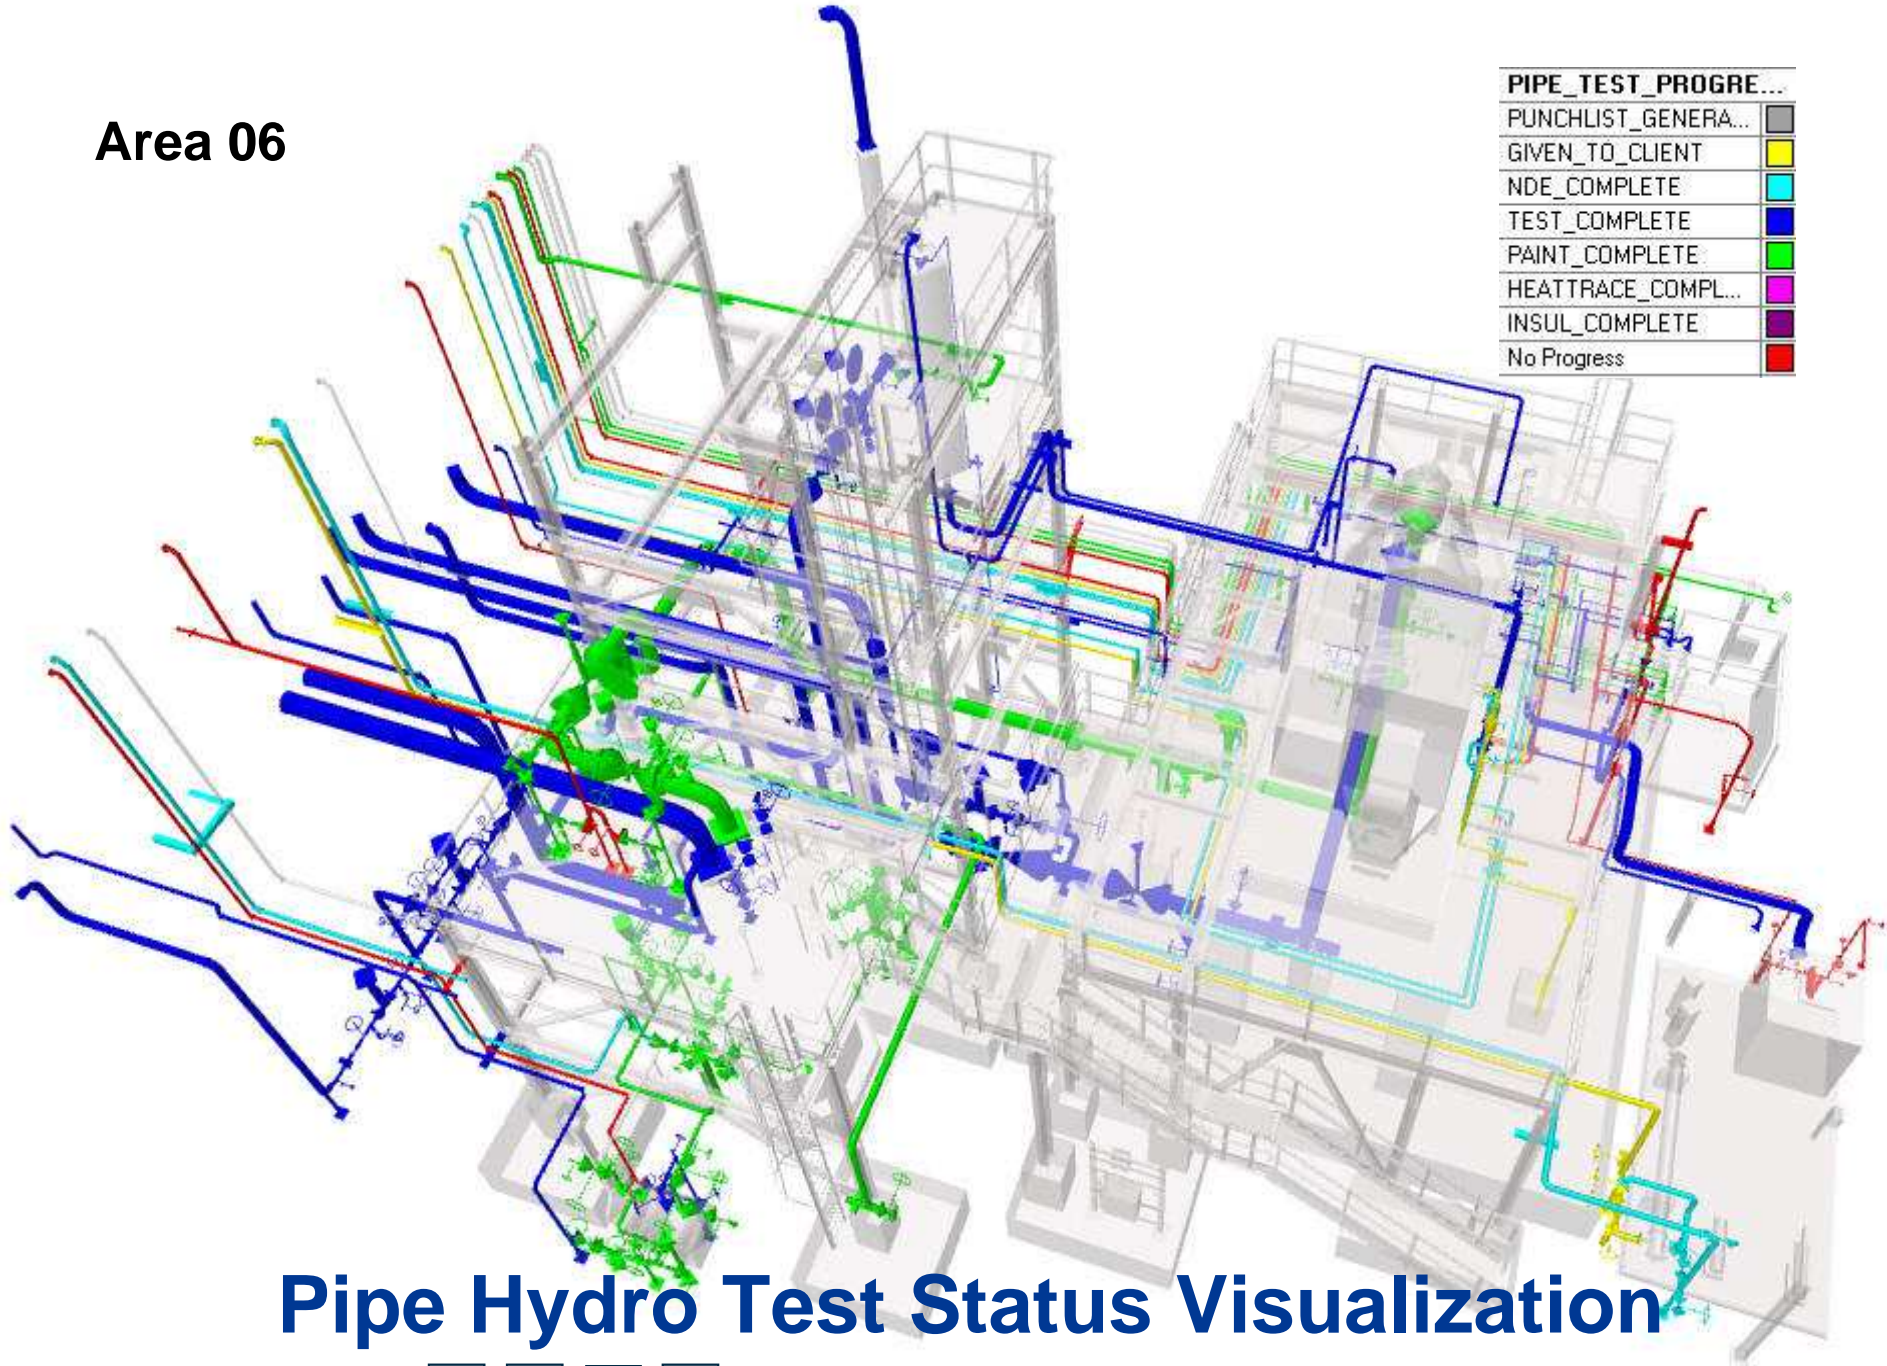 Area 06
PIPE_TEST_PROGRE...
PUNCHLIST_GENERA...
GIVEN_TO_CLIENT
NDE_COMPLETE
TEST_COMPLETE
PAINT_COMPLETE
HEATTRACE_COMPL...
INSUL_COMPLETE
No Progress
Pipe Hydro Test Status Visualization